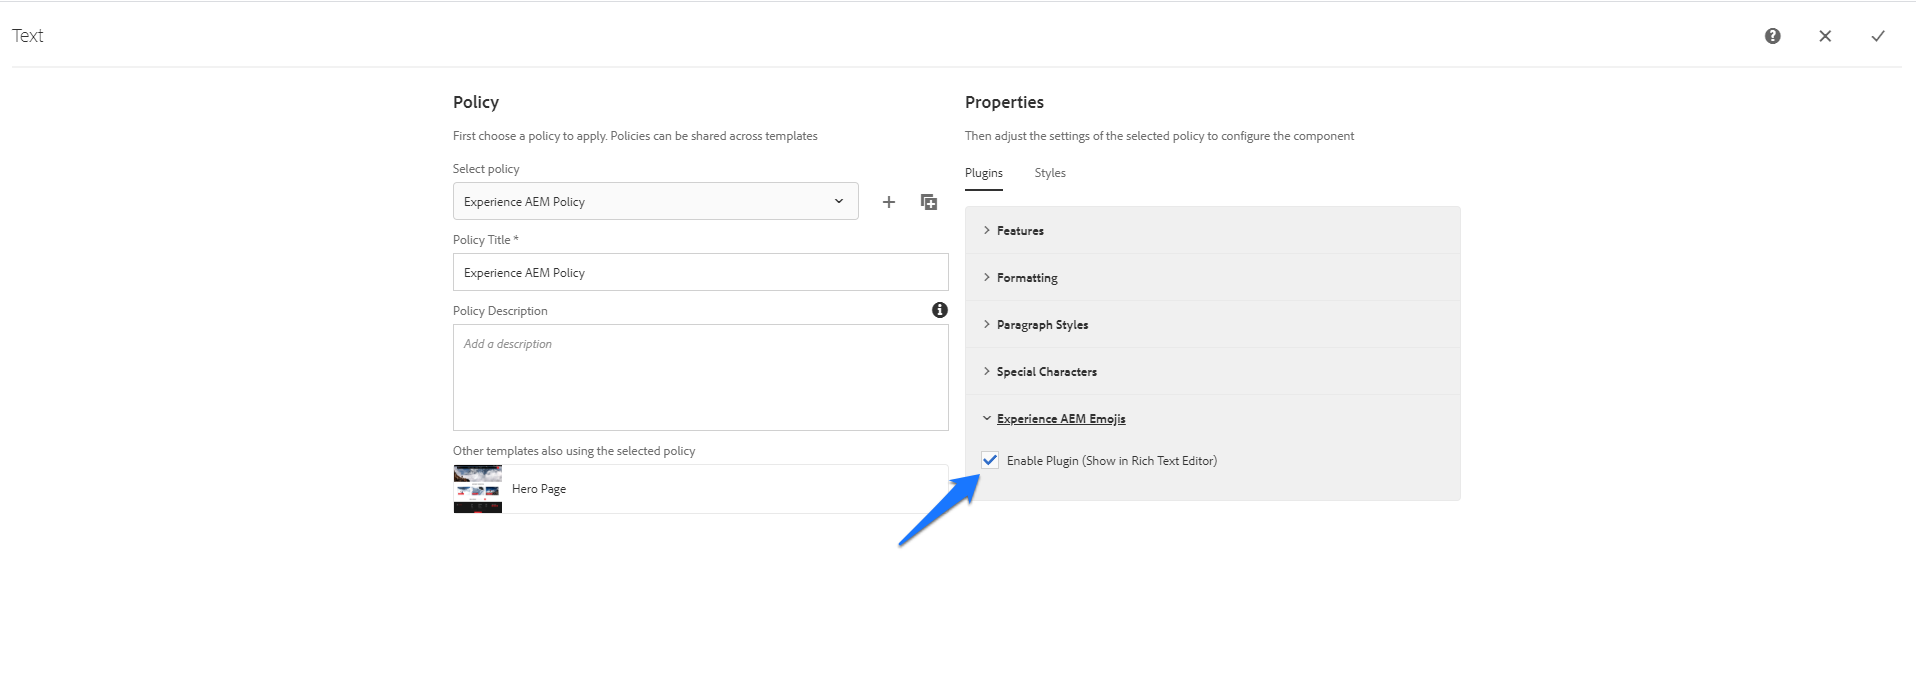 Text
Policy
First choose a policy to apply. Policies can be shared across templates
Select policy
Experience AEM Policy
Policy Title *
Experience AEM Policy
Policy Description
Add a description
Other templates also using the selected policy
Hero Page
Properties
Then adjust the settings of the selected policy to configure the component
Plugins Styles
Features
Formatting
Paragraph Styles
Special Characters
Experience AEM Emojis
Enable Plugin (Show in Rich Text Editor)